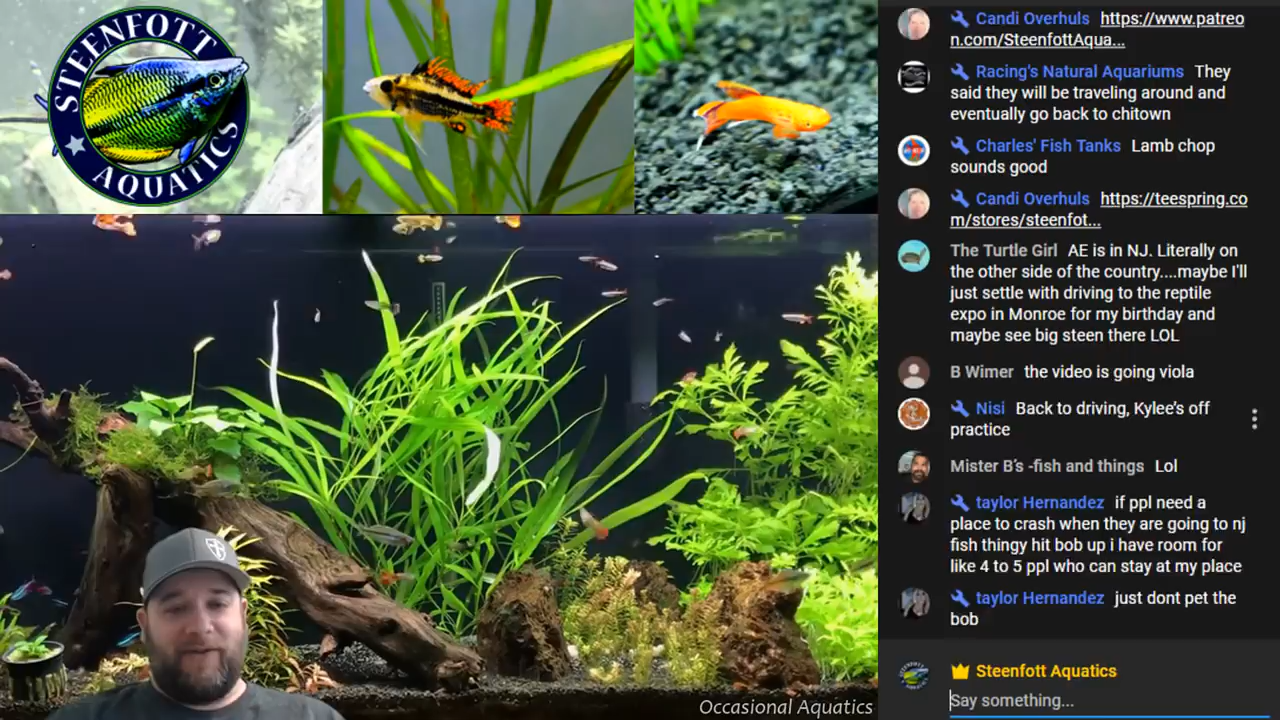 STEENFOTT
AQUATICS
Candi Overhuls https://www.patreo
n.com/SteenfottAqua...
Racing's Natural Aquariums They
said they will be traveling around and
eventually go back to chitown
Charles' Fish Tanks Lamb chop
sounds good
Candi Overhuls https://teespring.co
m/stores/steenfot...
The Turtle Girl AE is in NJ. Literally on
the other side of the country....maybe I'll
just settle with driving to the reptile
expo in Monroe for my birthday and
maybe see big steen there LOL
B Wimer the video is going viola
Nisi Back to driving, Kylee's off
practice
Mister B's -fish and things Lol
taylor Hernandez if ppl need a
place to crash when they are going to nj
fish thingy hit bob up i have room for
like 4 to 5 ppl who can stay at my place
taylor Hernandez just dont pet the
bob
Steenfott Aquatics
Say something...
Occasional Aquatics